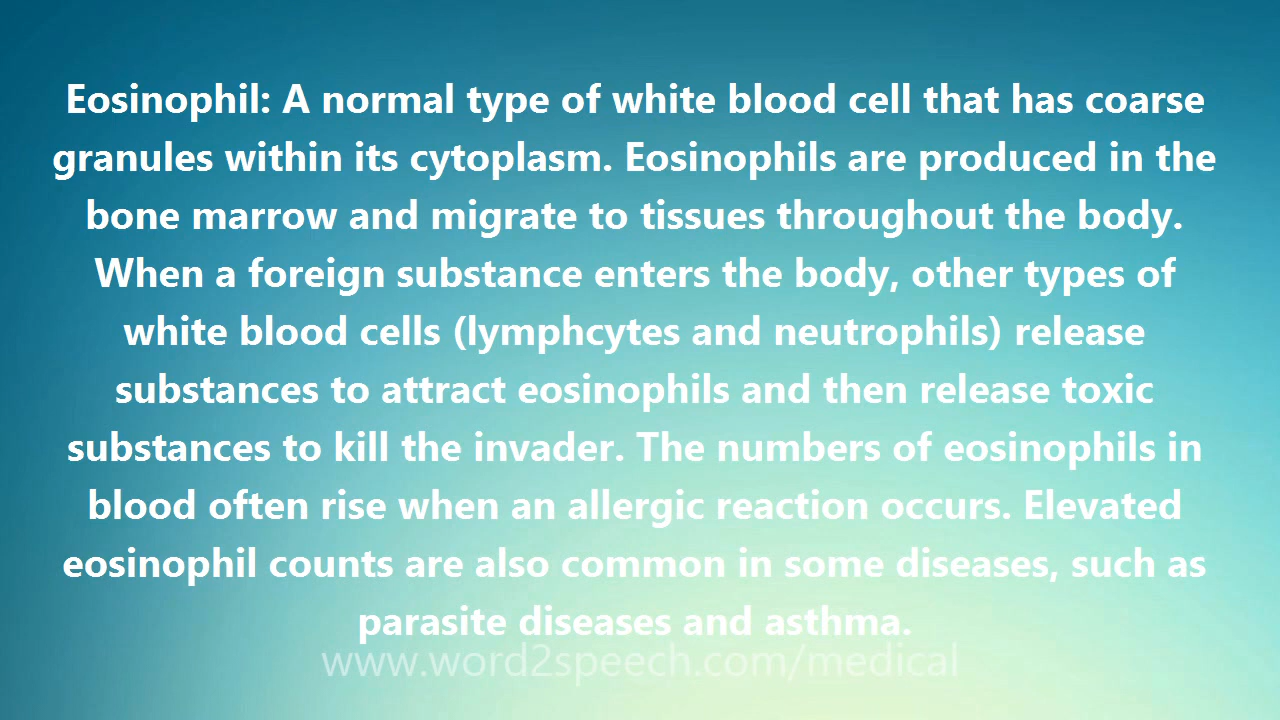 Eosinophil: A normal type of white blood cell that has coarse
granules within its cytoplasm. Eosinophils are produced in the
bone marrow and migrate to tissues throughout the body.
When a foreign substance enters the body, other types of
white blood cells (lymphcytes and neutrophils) release
substances to attract eosinophils and then release toxic
substances to kill the invader. The numbers of eosinophils in
blood often rise when an allergic reaction occurs. Elevated
eosinophil counts are also common in some diseases, such as
parasite diseases and asthma.
www.word2speech.com/medical